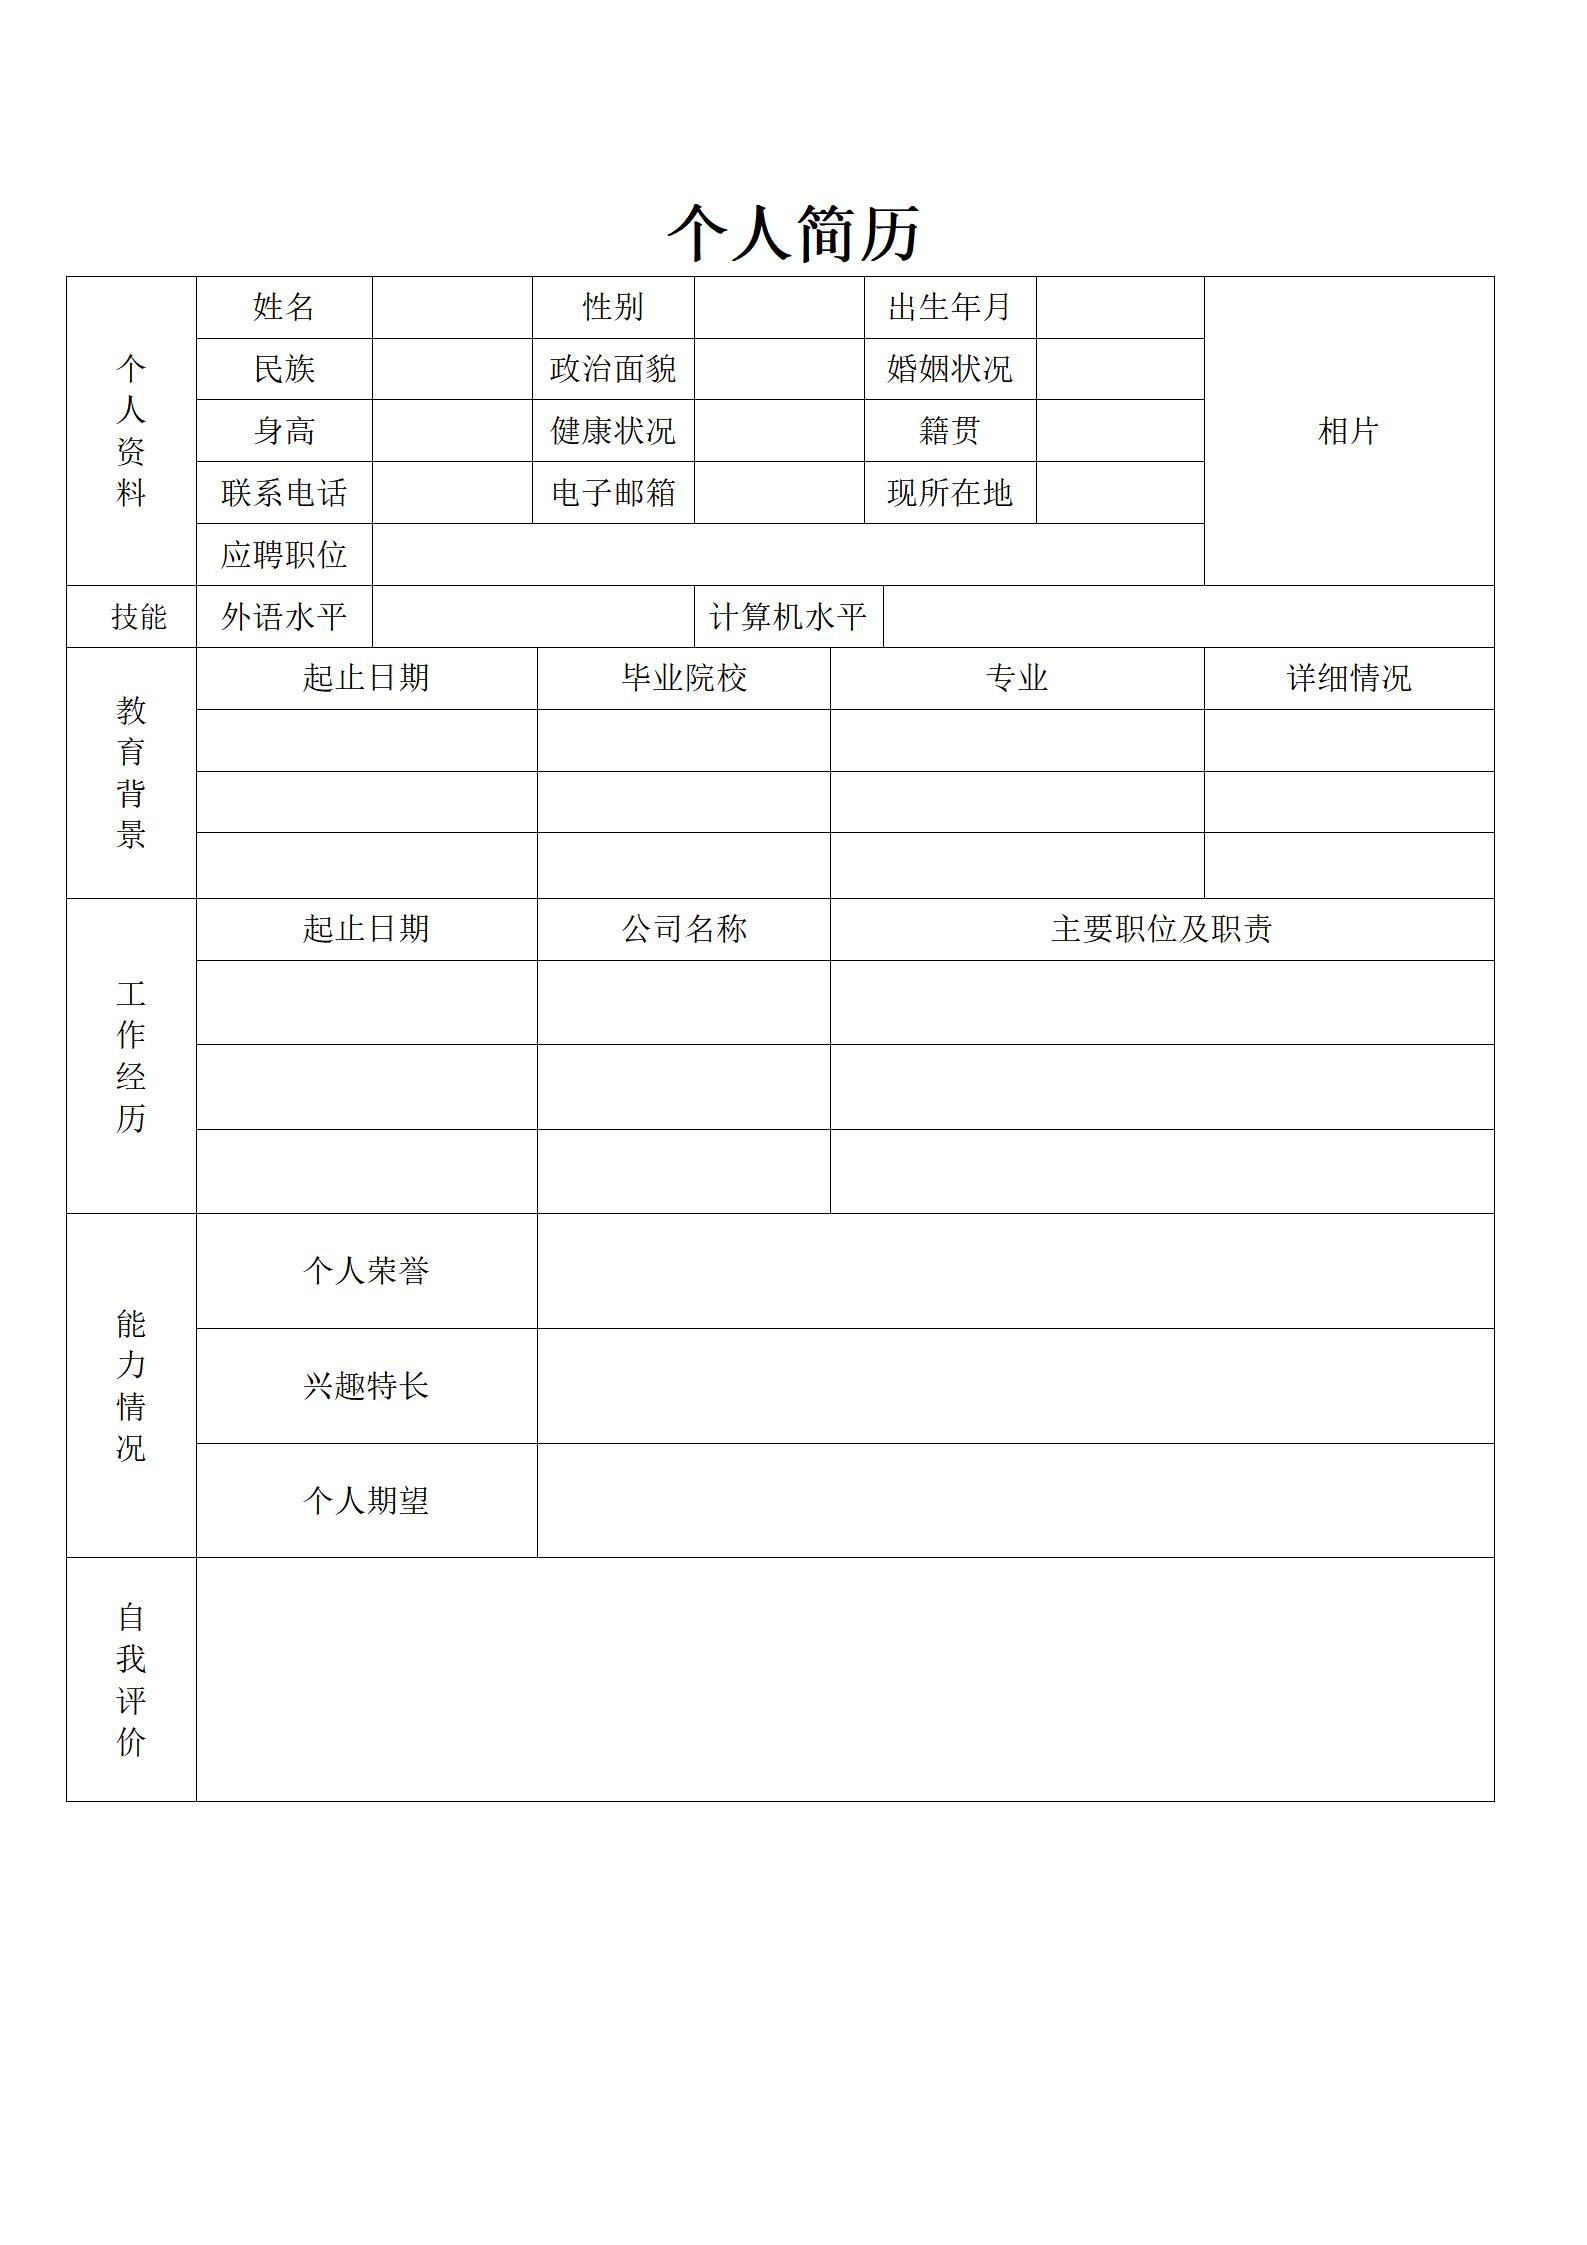 个人简历
个人资料
姓名 性别 出生年月
相片
民族 政治面貌 婚姻状况
身高 健康状况 籍贯
联系电话 电子邮箱 现所在地
应聘职位
技能 外语水平 计算机水平
教育背景
起止日期 毕业院校 专业 详细情况
工作经历
起止日期 公司名称 主要职位及职责
能力情况
个人荣誉
兴趣特长
个人期望
自我评价